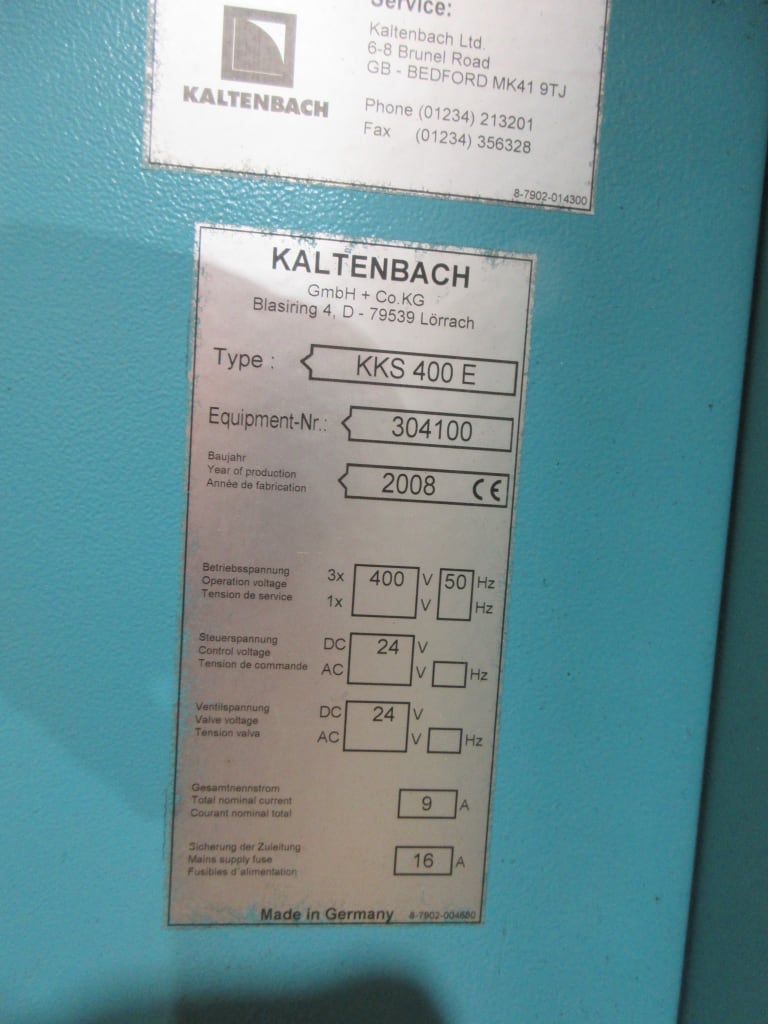 Service:
Kaltenbach Ltd.
6-8 Brunel Road
GB - BEDFORD MK41 9TJ
KALTENBACH
Phone (01234) 213201
Fax (01234) 356328
8-7902-014300
KALTENBACH
GmbH + Co.KG
Blasiring 4, D - 79539 Lörrach
Type : KKS 400 E
Equipment-Nr.: 304100
Baujahr
Year of production
Année de fabrication
2008 CE
Betriebsspannung
Operation voltage
Tension de service
3x 400 V 50 Hz
1x V Hz
Steuerspannung
Control voltage
Tension de commande
DC 24 V
AC V Hz
Ventilspannung
Valve voltage
Tension valva
DC 24 V
AC V Hz
Gesamtnennstrom
Total nominal current
Courant nominal total
9 A
Sicherung der Zuleitung
Mains supply fuse
Fusibles d´alimentation
16 A
Made in Germany 8-7902-004680